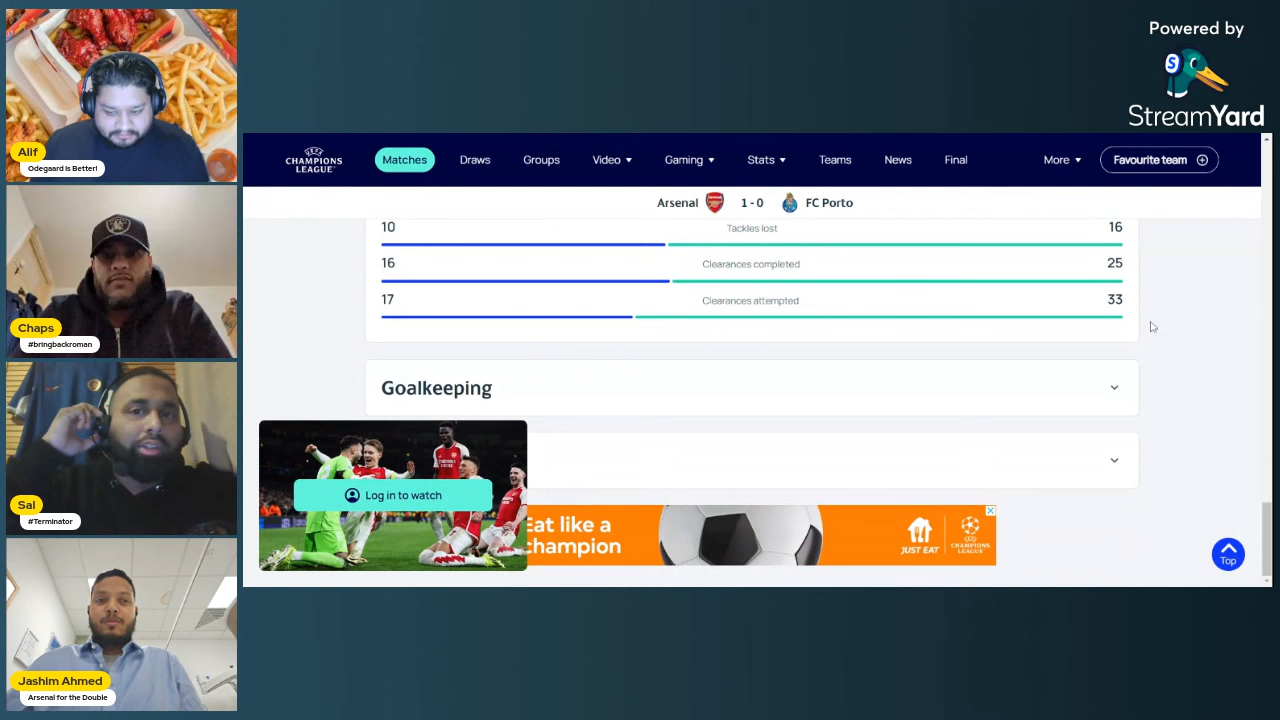 Powered by
StreamYard
Alif
Odegaard is Better!
Chaps
#bringbackroman
Sal
#Terminator
Jashim Ahmed
Arsenal for the Double
CHAMPIONS
LEAGUE
Matches
Draws
Groups
Video
Gaming
Stats
Teams
News
Final
More
Favourite team
Arsenal
1 - 0
FC Porto
10 Tackles lost 16
16 Clearances completed 25
17 Clearances attempted 33
Goalkeeping
Log in to watch
Eat like a
champion
JUST EAT
CHAMPIONS
LEAGUE
Top